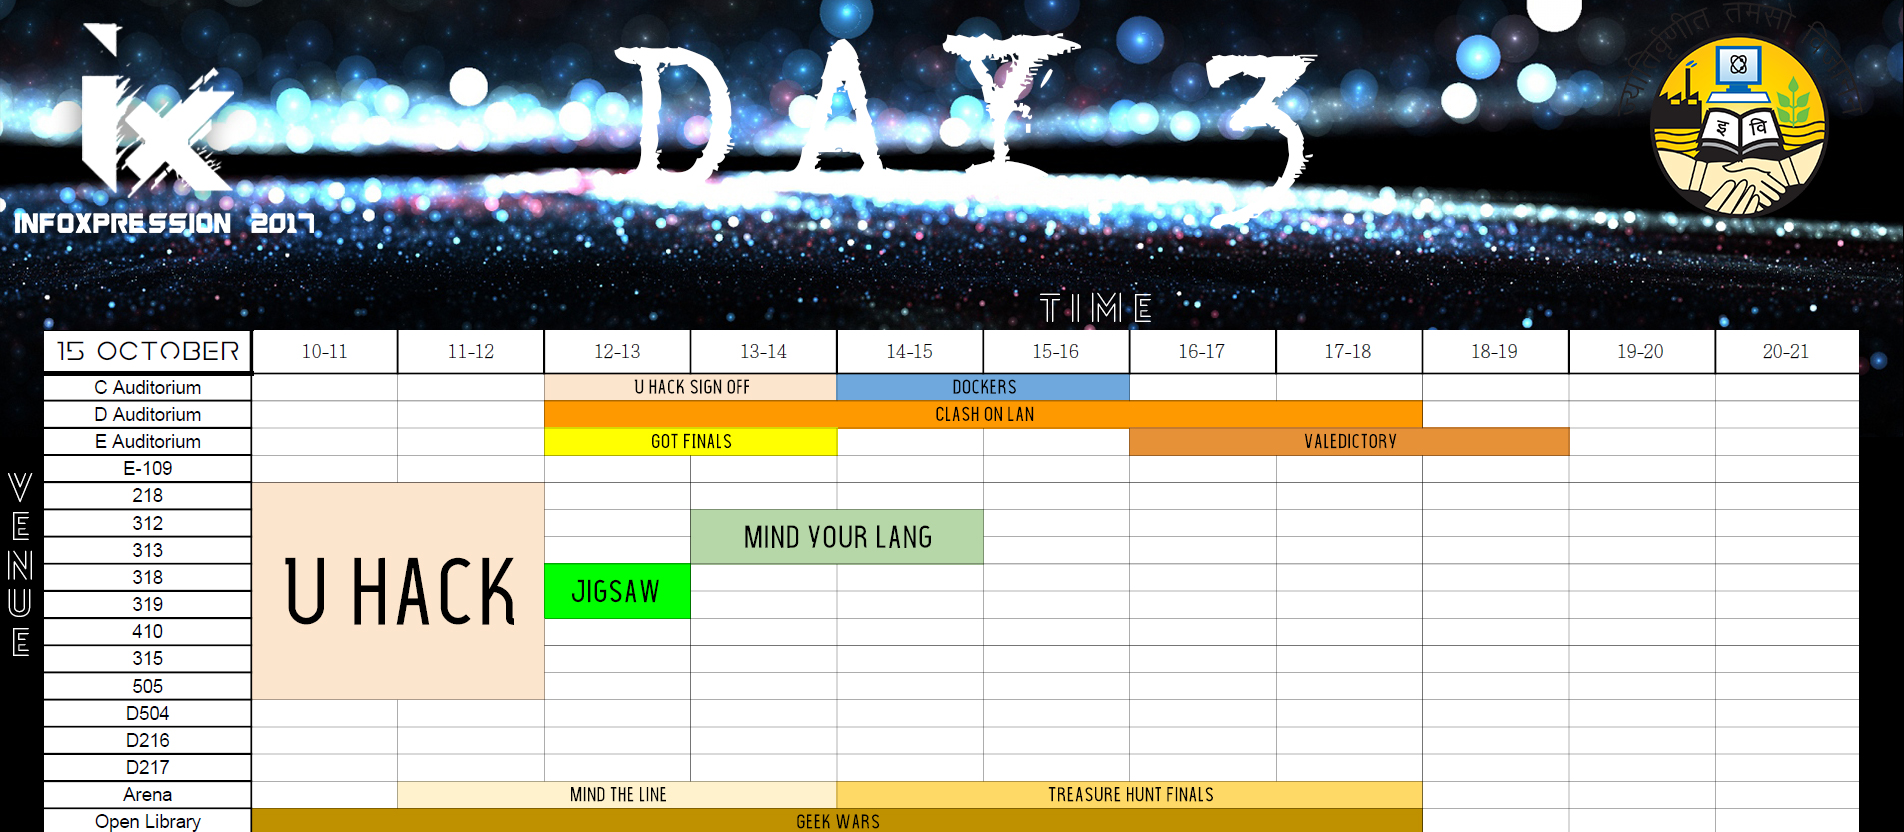 DAY 3
INFOXPRESSION 2017
इ वि
TIME
VENUE
15 OCTOBER 10-11 11-12 12-13 13-14 14-15 15-16 16-17 17-18 18-19 19-20 20-21
C Auditorium U HACK SIGN OFF DOCKERS
D Auditorium CLASH ON LAN
E Auditorium GOT FINALS VALEDICTORY
E-109
218
312
313
MIND YOUR LANG
U HACK
318
319
JIGSAW
410
315
505
D504
D216
D217
Arena MIND THE LINE TREASURE HUNT FINALS
Open Library GEEK WARS